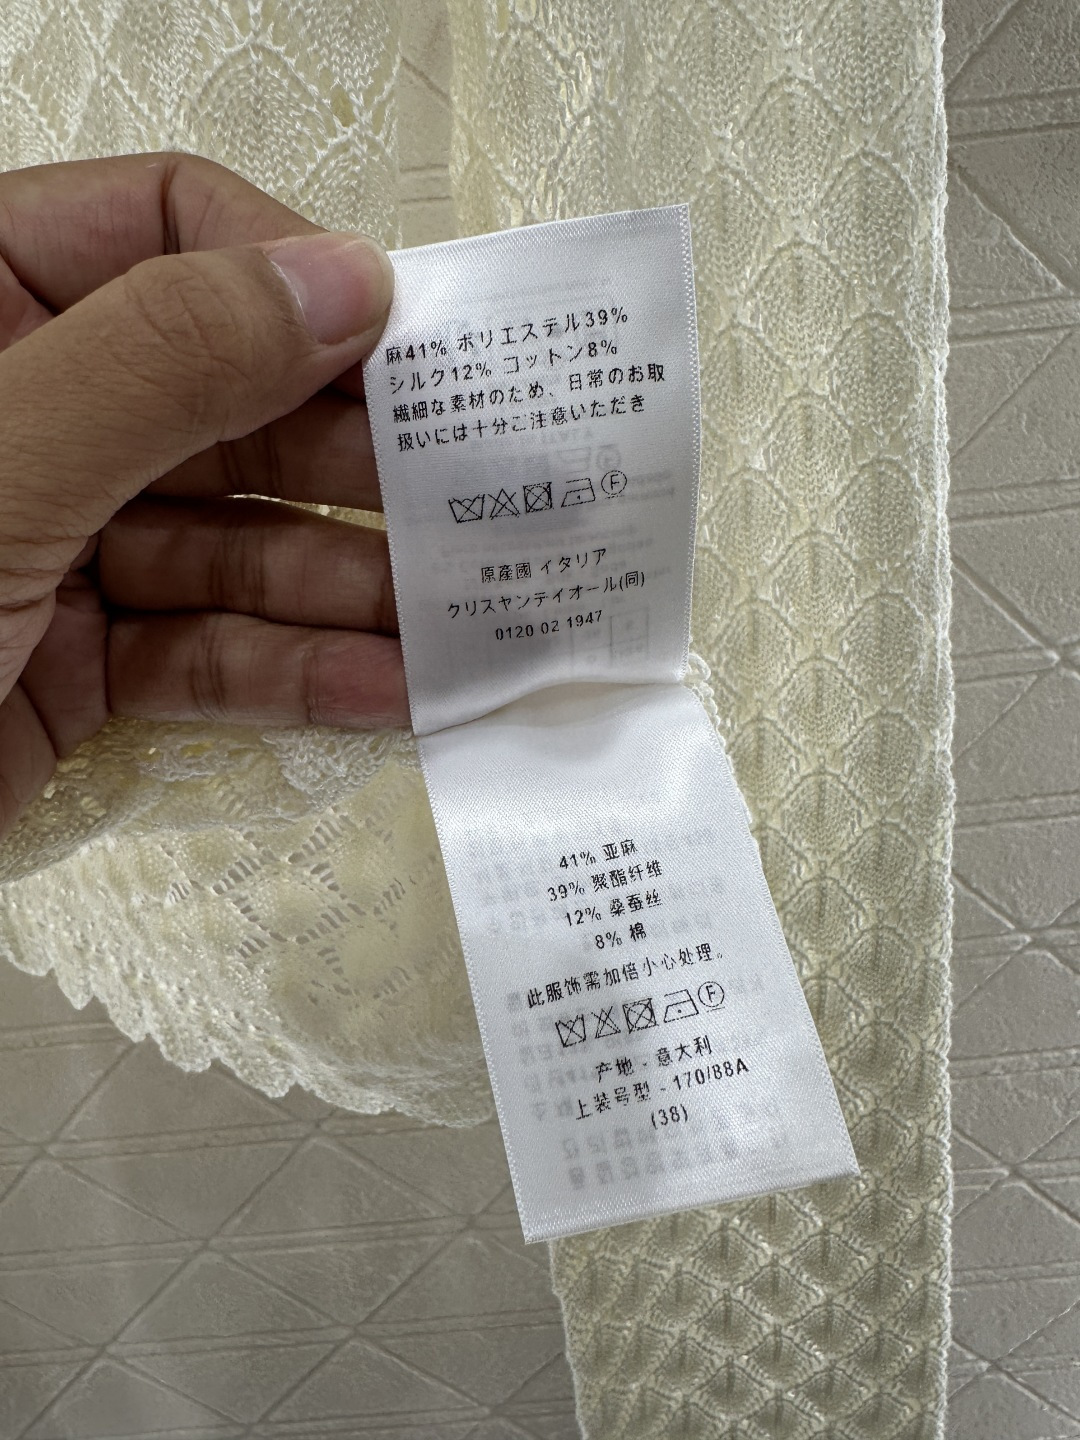 麻41% ポリエステル39%
シルク12% コットン8%
繊細な素材のため、日常のお取
扱いには十分ご注意いただき
F
原産國 イタリア
クリスヤンディオール(同)
0120 02 1947
41% 亚麻
39% 聚酯纤维
12% 桑蚕丝
8% 棉
此服饰需加倍小心处理。
F
产地 - 意大利
上装号型 - 170/88A
(38)